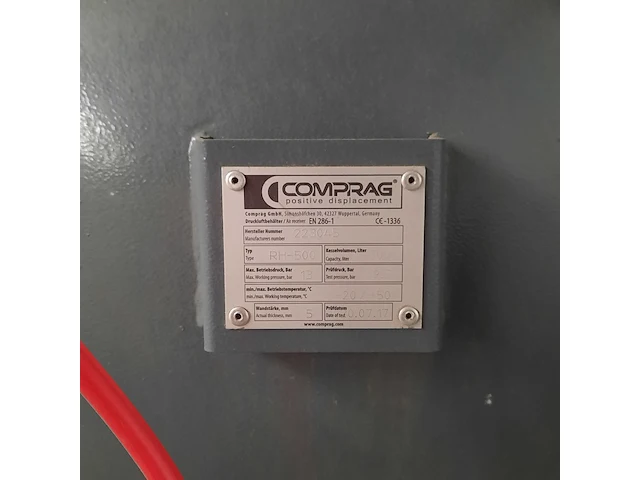 COMPRAG®
positive displacement
Comprag GmbH, 42327 Wuppertal, Germany
Druckluftbehälter / Air receiver EN 286-1 CE-1336
Hersteller Nummer
Manufacturers number
Typ RH-500 Kesselvolumen, Liter
Type Capacity, liter
Max. Betriebsdruck, Bar Prüfdruck, Bar
Max. Working pressure, bar Test pressure, bar
min./max. Betriebstemperatur, °C
min./max. Working temperature, °C
Wandstärke, mm 5 Prüfdatum
Actual thickness, mm Date of test
www.comprag.com